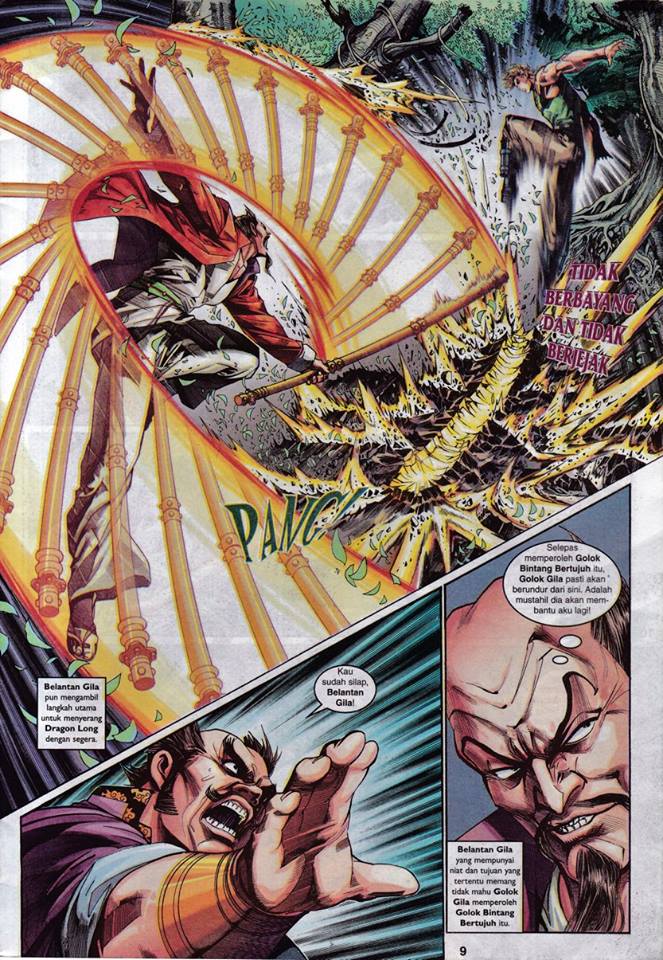 TIDAK
BERBAYANG
DAN TIDAK
BERJEJAK
PANG!
Belantan Gila
pun mengambil
langkah utama
untuk menyerang
Dragon Long
dengan segera.
Kau
sudah silap,
Belantan
Gila!
Selepas
memperoleh Golok
Bintang Bertujuh itu,
Golok Gila pasti akan
berundur dari sini. Adalah
mustahil dia akan mem-
bantu aku lagi!
Belantan Gila
yang mempunyai
niat dan tujuan yang
tertentu memang
tidak mahu Golok
Gila memperoleh
Golok Bintang
Bertujuh itu.
9